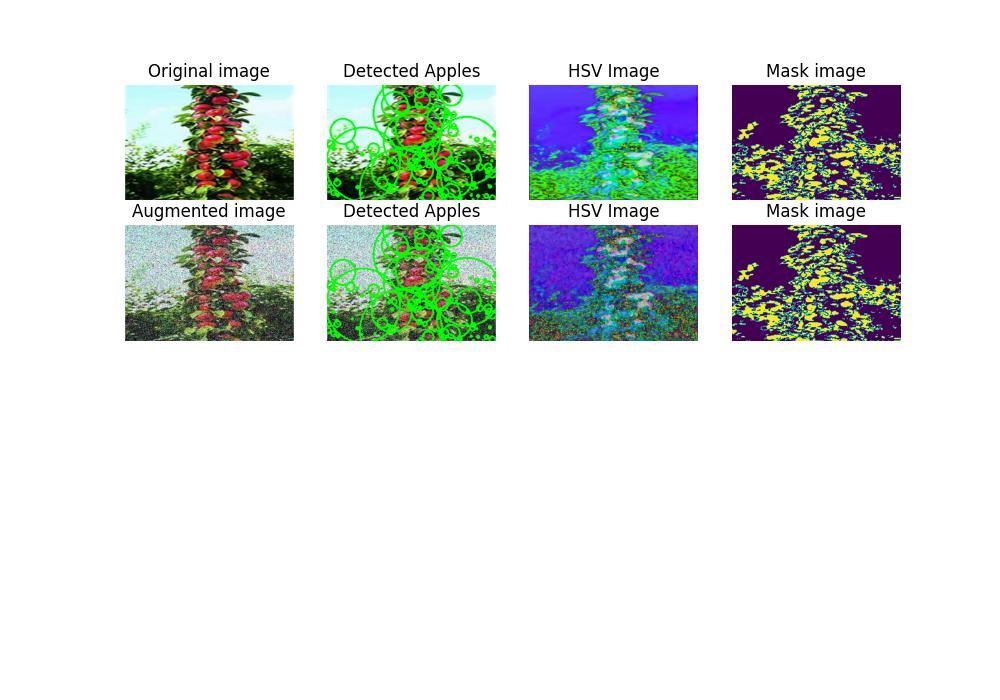 Original image
Detected Apples
HSV Image
Mask image
Augmented image
Detected Apples
HSV Image
Mask image